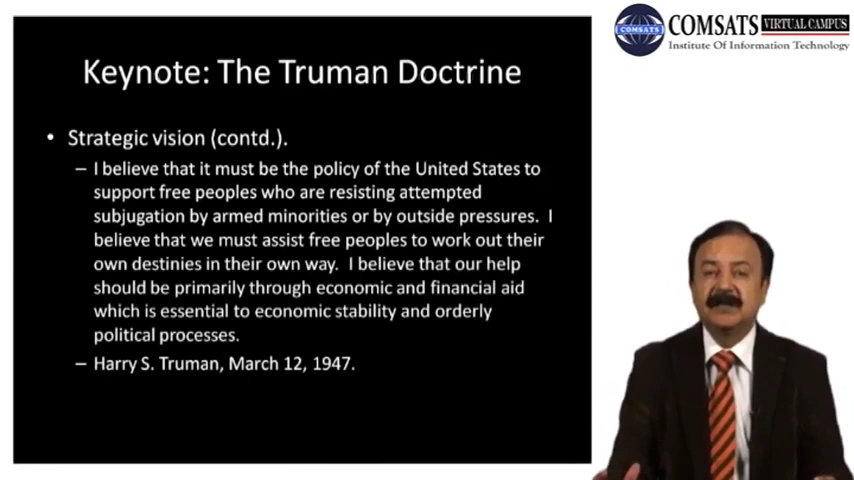 COMSATS VIRTUAL CAMPUS
Institute Of Information Technology
COMSATS
Keynote: The Truman Doctrine
• Strategic vision (contd.).
– I believe that it must be the policy of the United States to
support free peoples who are resisting attempted
subjugation by armed minorities or by outside pressures. I
believe that we must assist free peoples to work out their
own destinies in their own way. I believe that our help
should be primarily through economic and financial aid
which is essential to economic stability and orderly
political processes.
– Harry S. Truman, March 12, 1947.